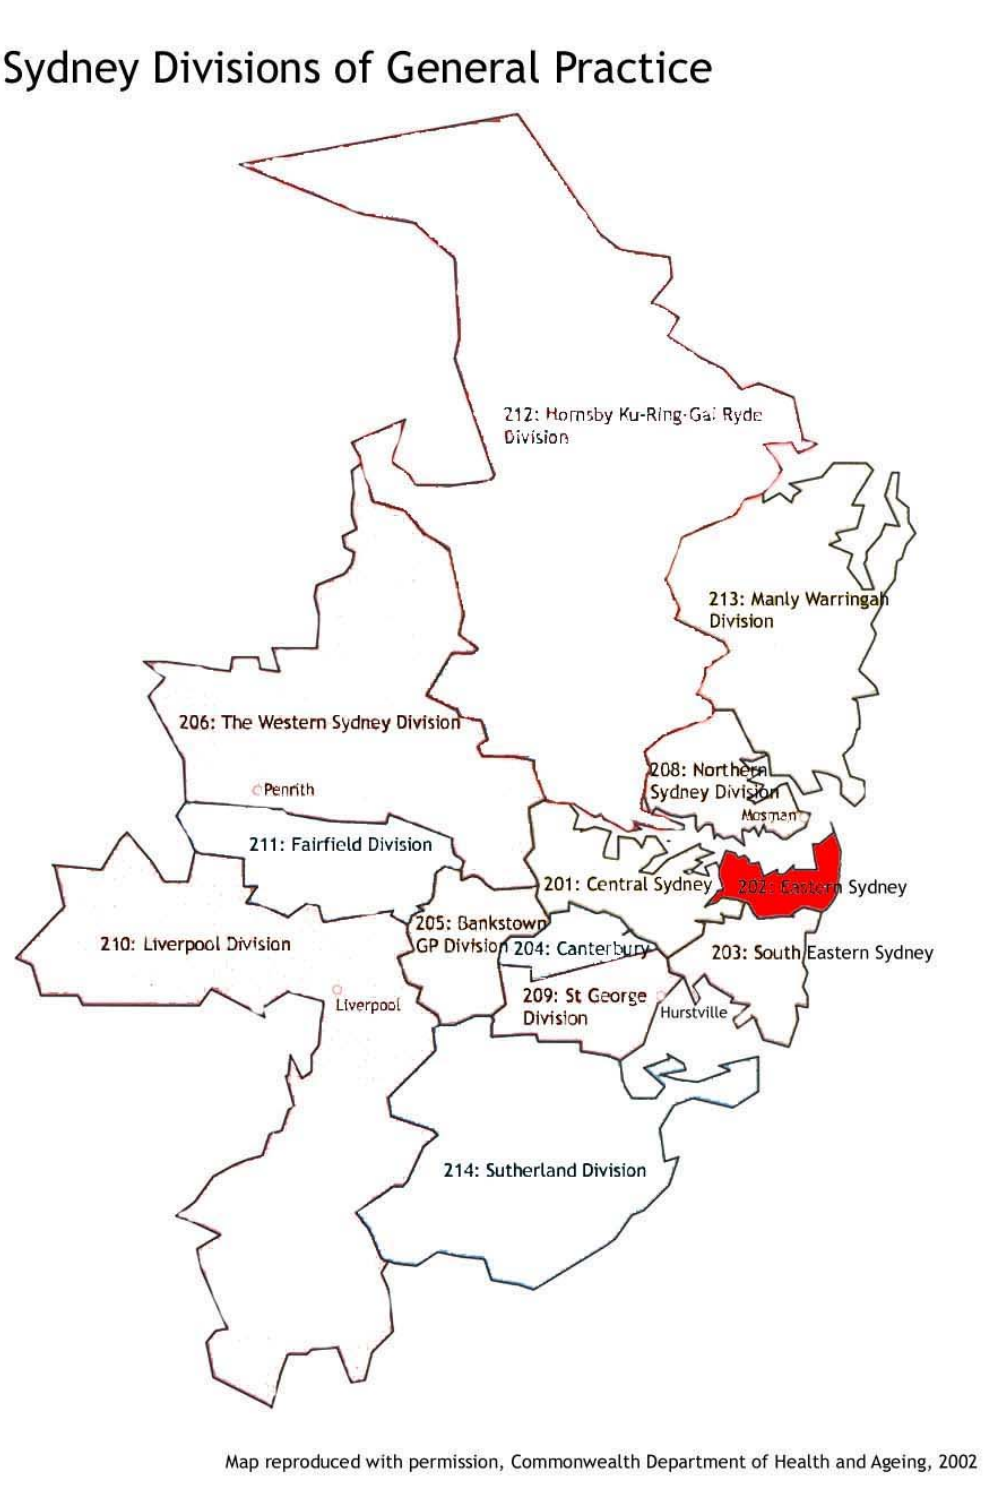 Sydney Divisions of General Practice
212: Hornsby Ku-Ring-Gai Ryde
Division
213: Manly Warringah
Division
206: The Western Sydney Division
208: Northern
Sydney Division
Penrith
Mosman
211: Fairfield Division
201: Central Sydney
202: Eastern Sydney
205: Bankstown
GP Division
204: Canterbury
210: Liverpool Division
203: South Eastern Sydney
209: St George
Division
Liverpool
Hurstville
214: Sutherland Division
Map reproduced with permission, Commonwealth Department of Health and Ageing, 2002